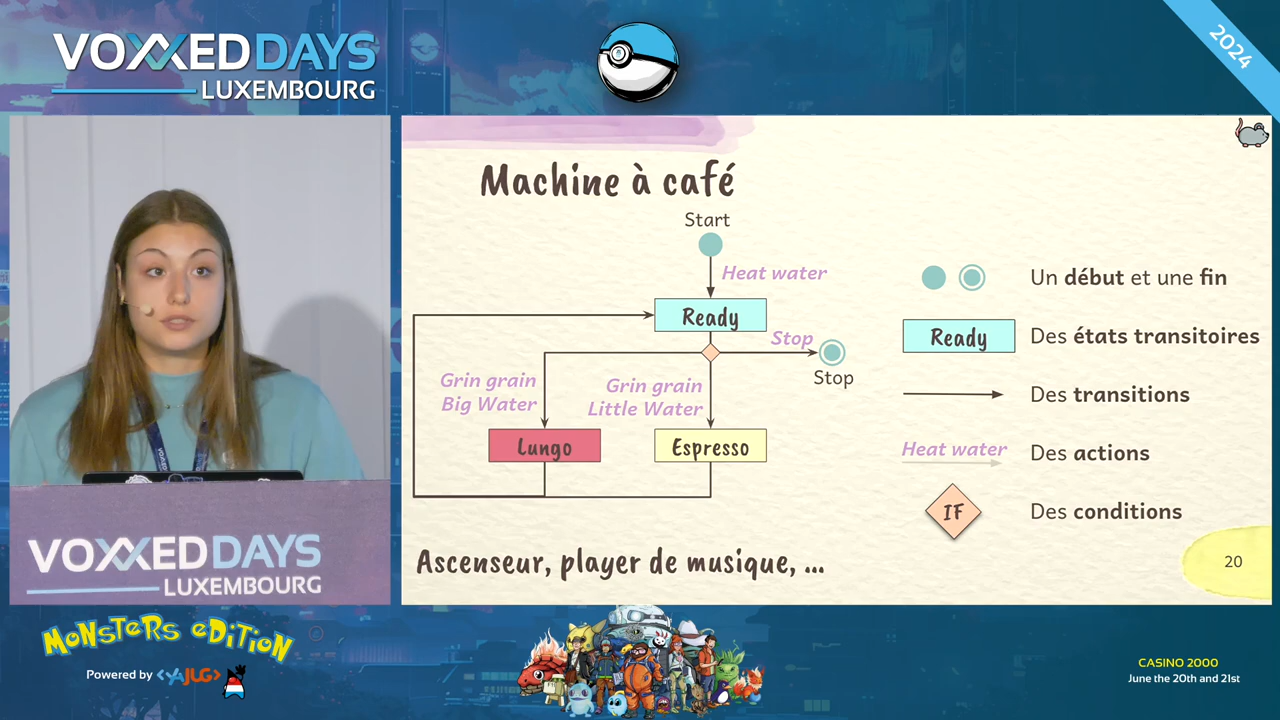 VOXXED DAYS
LUXEMBOURG
2024
Machine à café
Start
Heat water
Ready
Stop
Stop
Grin grain
Big Water
Grin grain
Little Water
Lungo
Espresso
Un début et une fin
Ready
Des états transitoires
Des transitions
Heat water
Des actions
IF
Des conditions
Ascenseur, player de musique, ...
20
VOXXED DAYS
LUXEMBOURG
MONSTERS EDITION
Powered by <YAJUG>
CASINO 2000
June the 20th and 21st